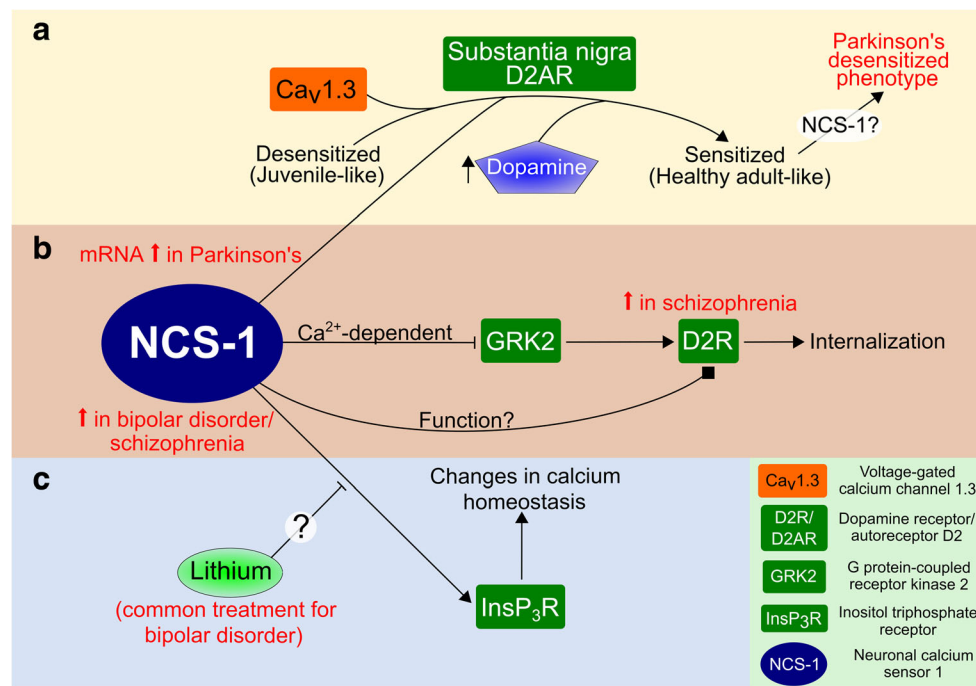 a
Substantia nigra
D2AR
Parkinson's
desensitized
phenotype
Cav1.3
NCS-1?
Desensitized
(Juvenile-like)
Dopamine
Sensitized
(Healthy adult-like)
b
mRNA ⬆ in Parkinson's
⬆ in schizophrenia
NCS-1
Ca²⁺-dependent
GRK2
D2R
Internalization
⬆ in bipolar disorder/
schizophrenia
Function?
c
Changes in calcium
homeostasis
?
Lithium
(common treatment for
bipolar disorder)
InsP₃R
Cav1.3
Voltage-gated
calcium channel 1.3
D2R/
D2AR
Dopamine receptor/
autoreceptor D2
GRK2
G protein-coupled
receptor kinase 2
InsP₃R
Inositol triphosphate
receptor
NCS-1
Neuronal calcium
sensor 1